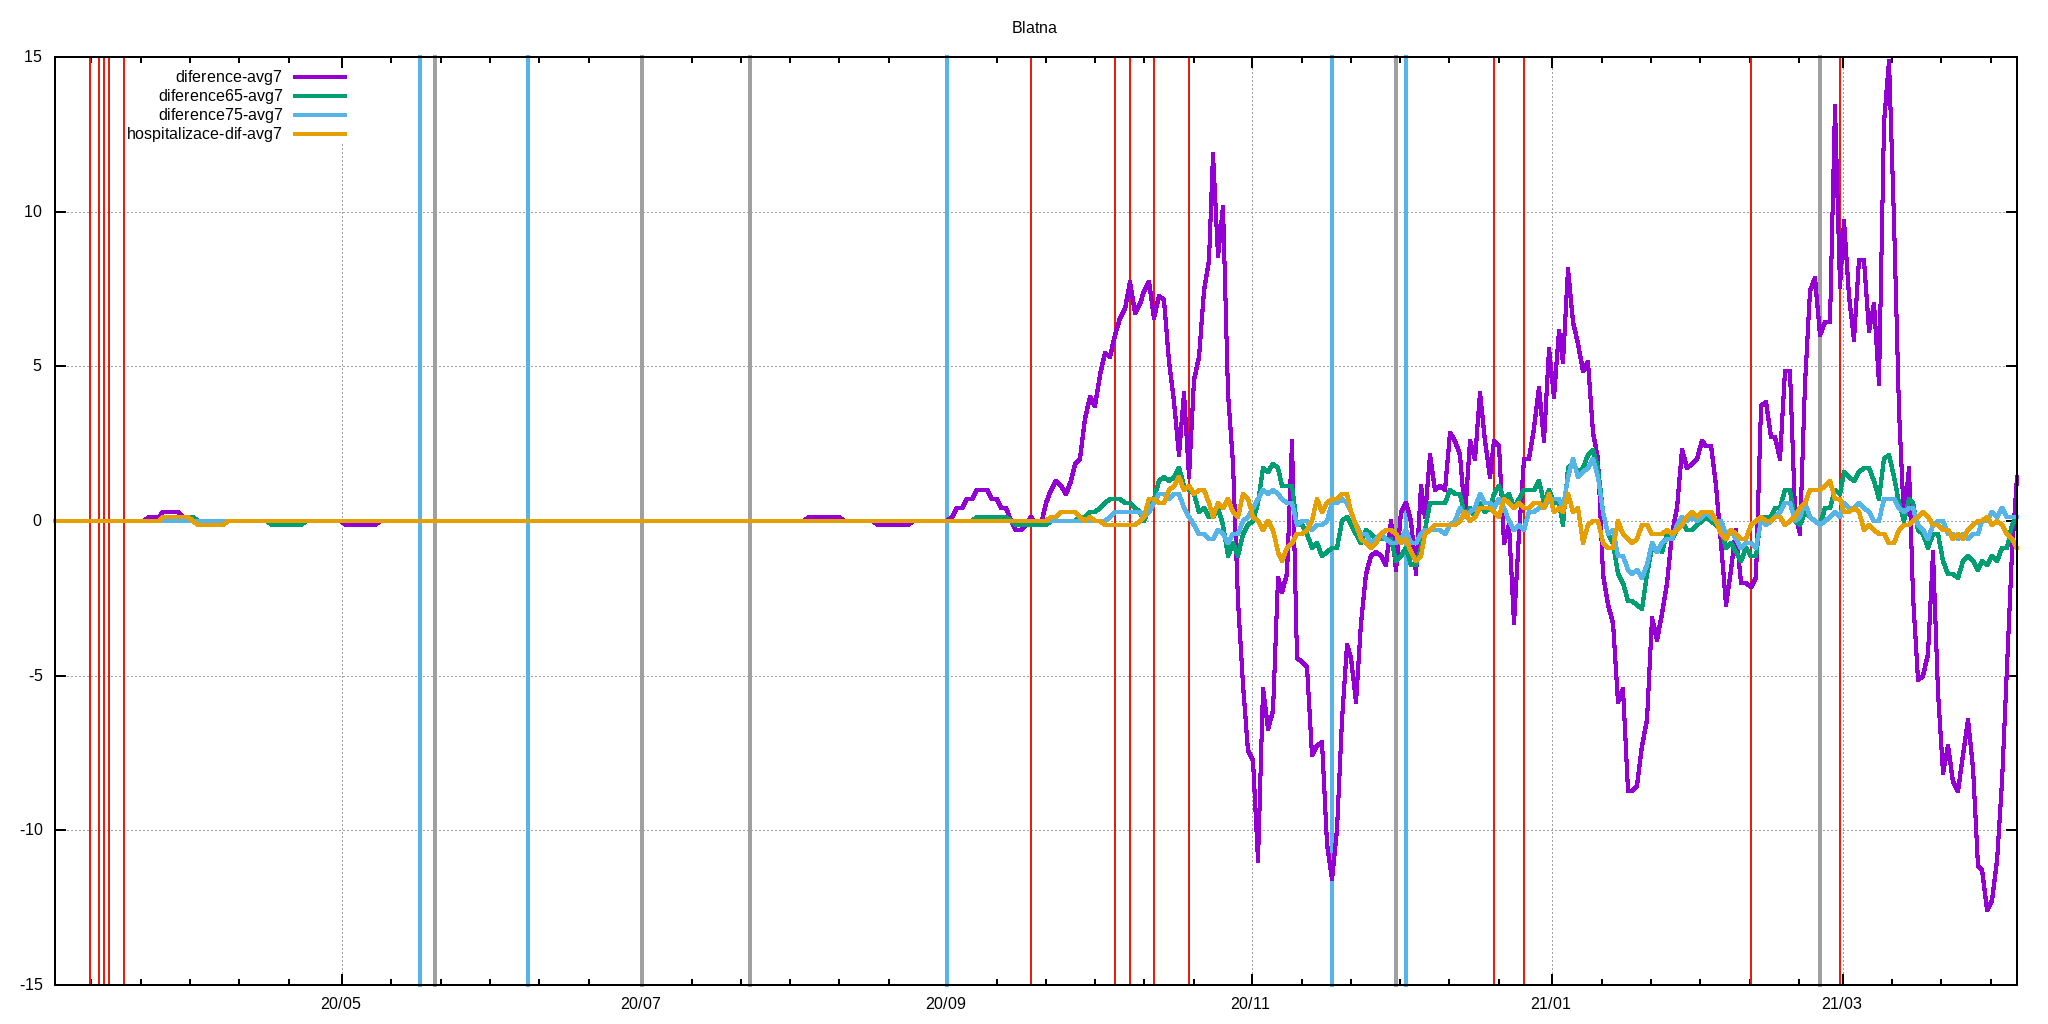 Blatna
15
diference-avg7
diference65-avg7
diference75-avg7
hospitalizace-dif-avg7
10
5
0
-5
-10
-15
20/05 20/07 20/09 20/11 21/01 21/03